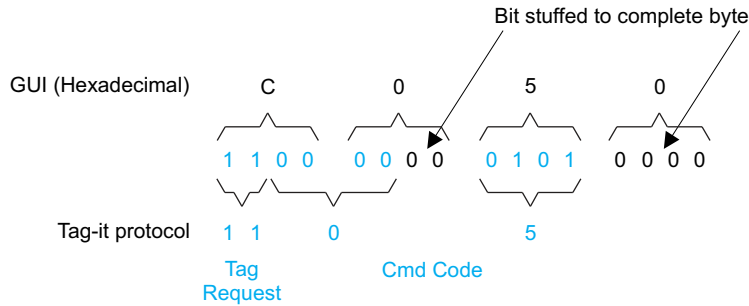 Bit stuffed to complete byte
GUI (Hexadecimal) C 0 5 0
1 1 0 0 0 0 0 0 0 1 0 1 0 0 0 0
Tag-it protocol 1 1 0 5
Tag Request
Cmd Code